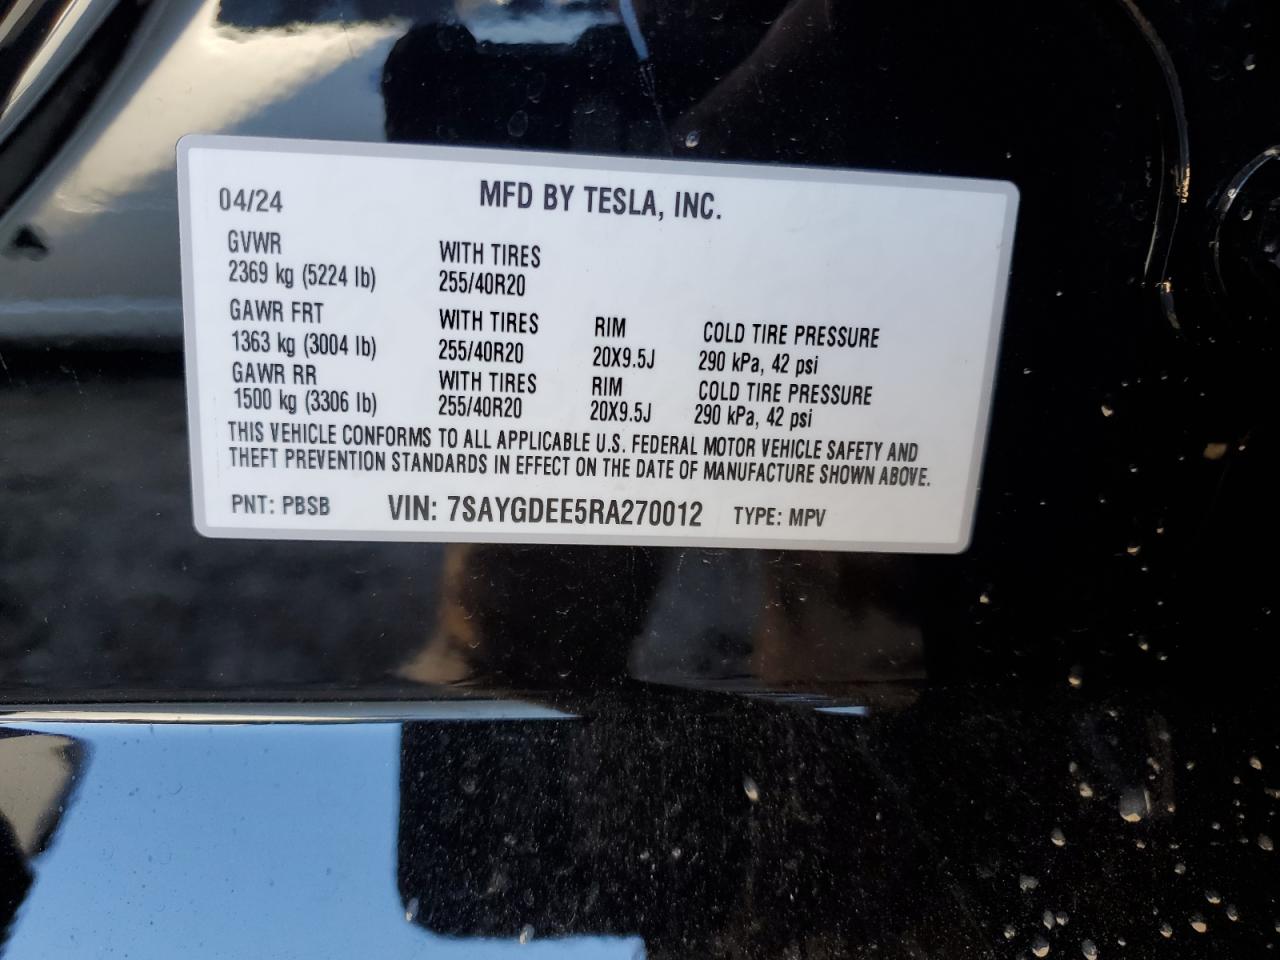 04/24 MFD BY TESLA, INC.
GVWR WITH TIRES
2369 kg (5224 lb) 255/40R20
GAWR FRT WITH TIRES RIM COLD TIRE PRESSURE
1363 kg (3004 lb) 255/40R20 20X9.5J 290 kPa, 42 psi
GAWR RR WITH TIRES RIM COLD TIRE PRESSURE
1500 kg (3306 lb) 255/40R20 20X9.5J 290 kPa, 42 psi
THIS VEHICLE CONFORMS TO ALL APPLICABLE U.S. FEDERAL MOTOR VEHICLE SAFETY AND
THEFT PREVENTION STANDARDS IN EFFECT ON THE DATE OF MANUFACTURE SHOWN ABOVE.
PNT: PBSB VIN: 7SAYGDEE5RA270012 TYPE: MPV